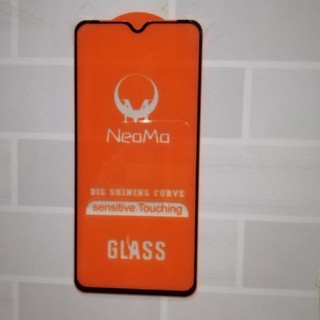 NeoMo
BIG SHINING CURVE
sensitive Touching
GLASS